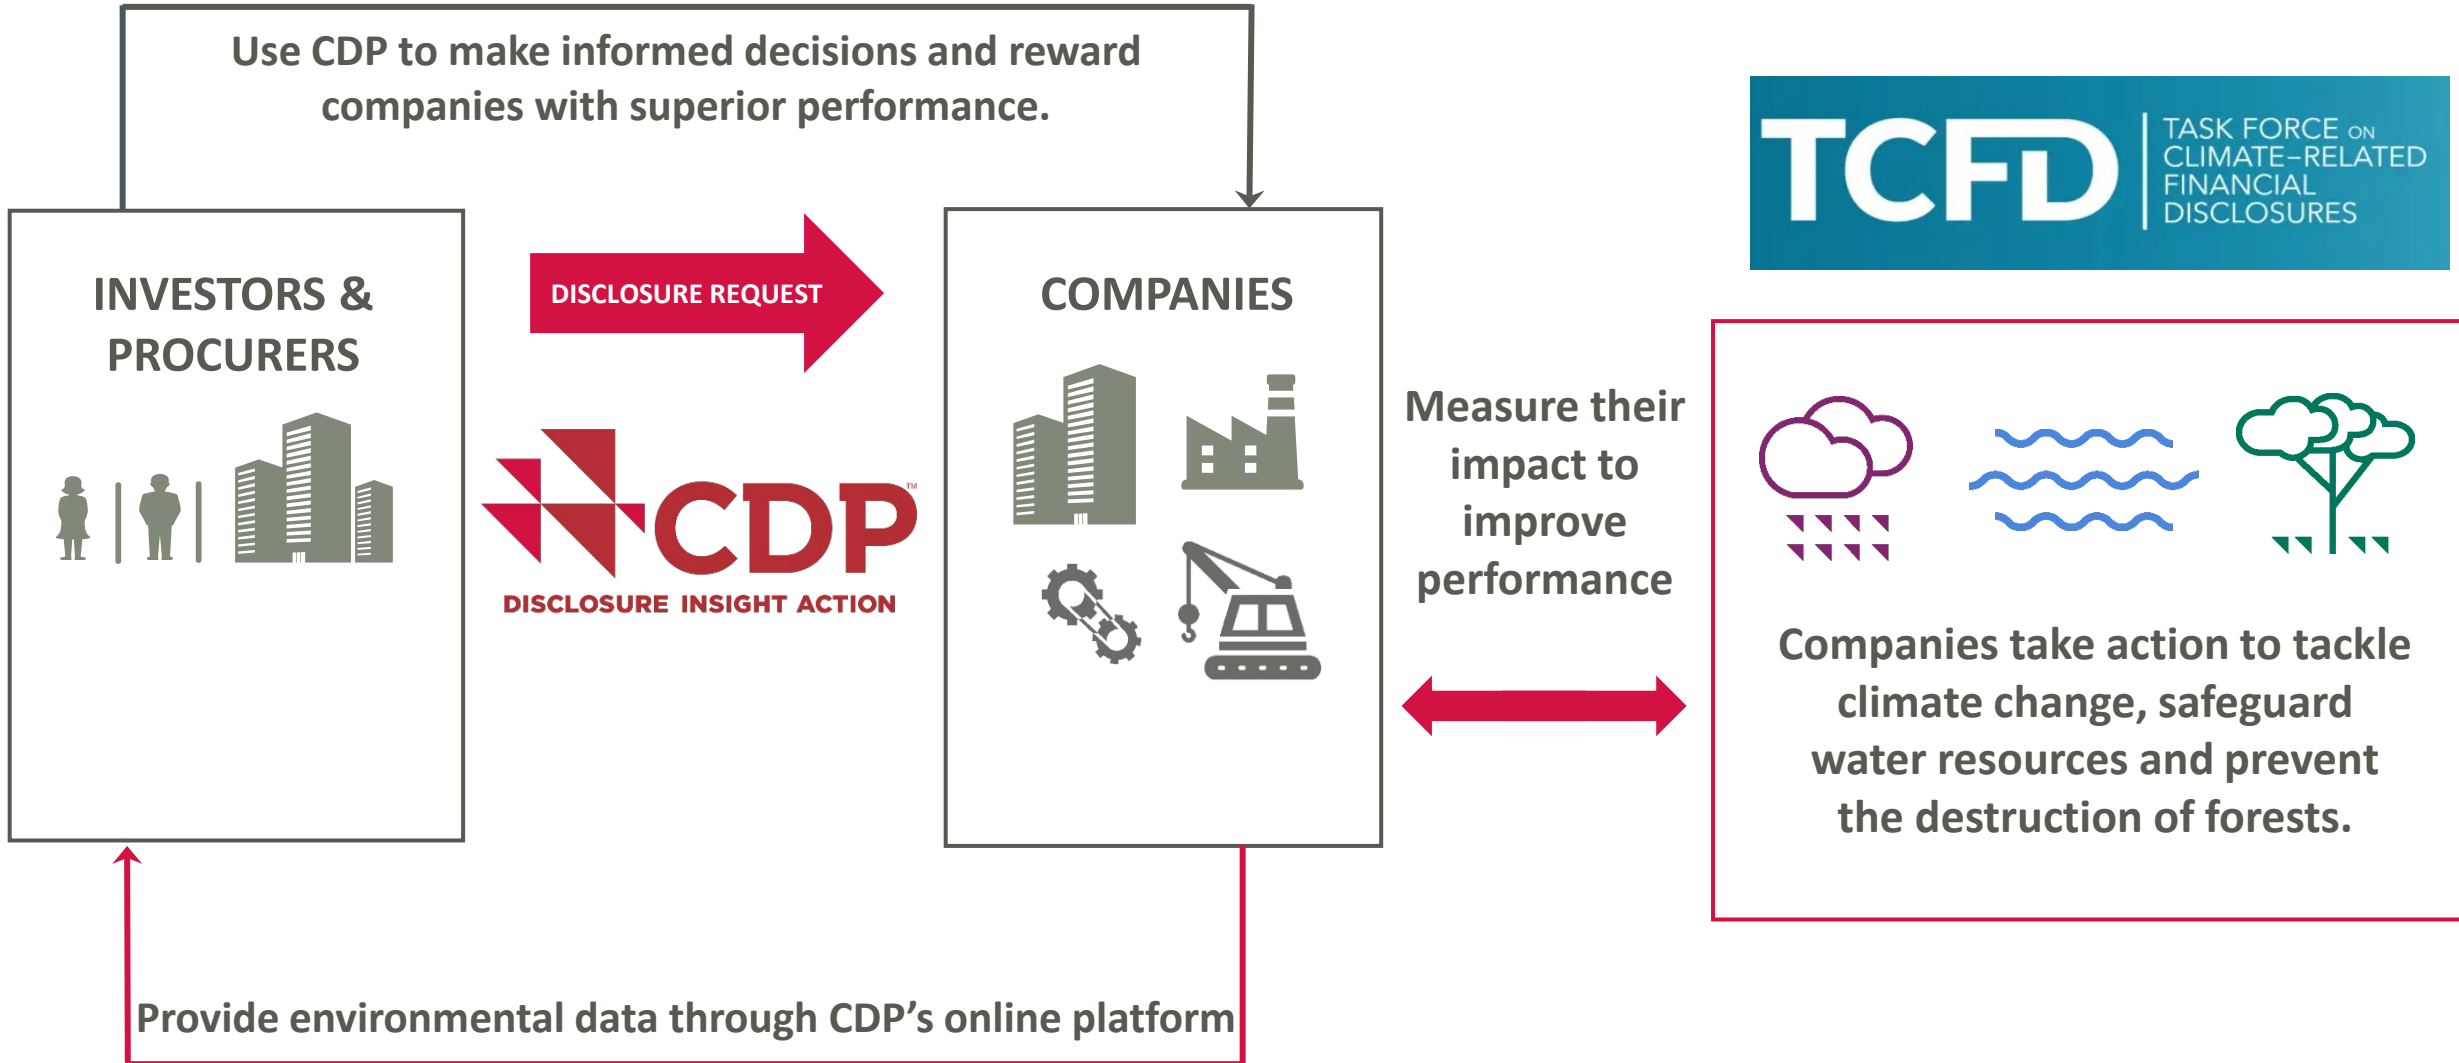 Use CDP to make informed decisions and reward
companies with superior performance.
TCFD
TASK FORCE ON
CLIMATE-RELATED
FINANCIAL
DISCLOSURES
INVESTORS &
PROCURERS
DISCLOSURE REQUEST
COMPANIES
CDP™
DISCLOSURE INSIGHT ACTION
Measure their
impact to
improve
performance
Companies take action to tackle
climate change, safeguard
water resources and prevent
the destruction of forests.
Provide environmental data through CDP’s online platform